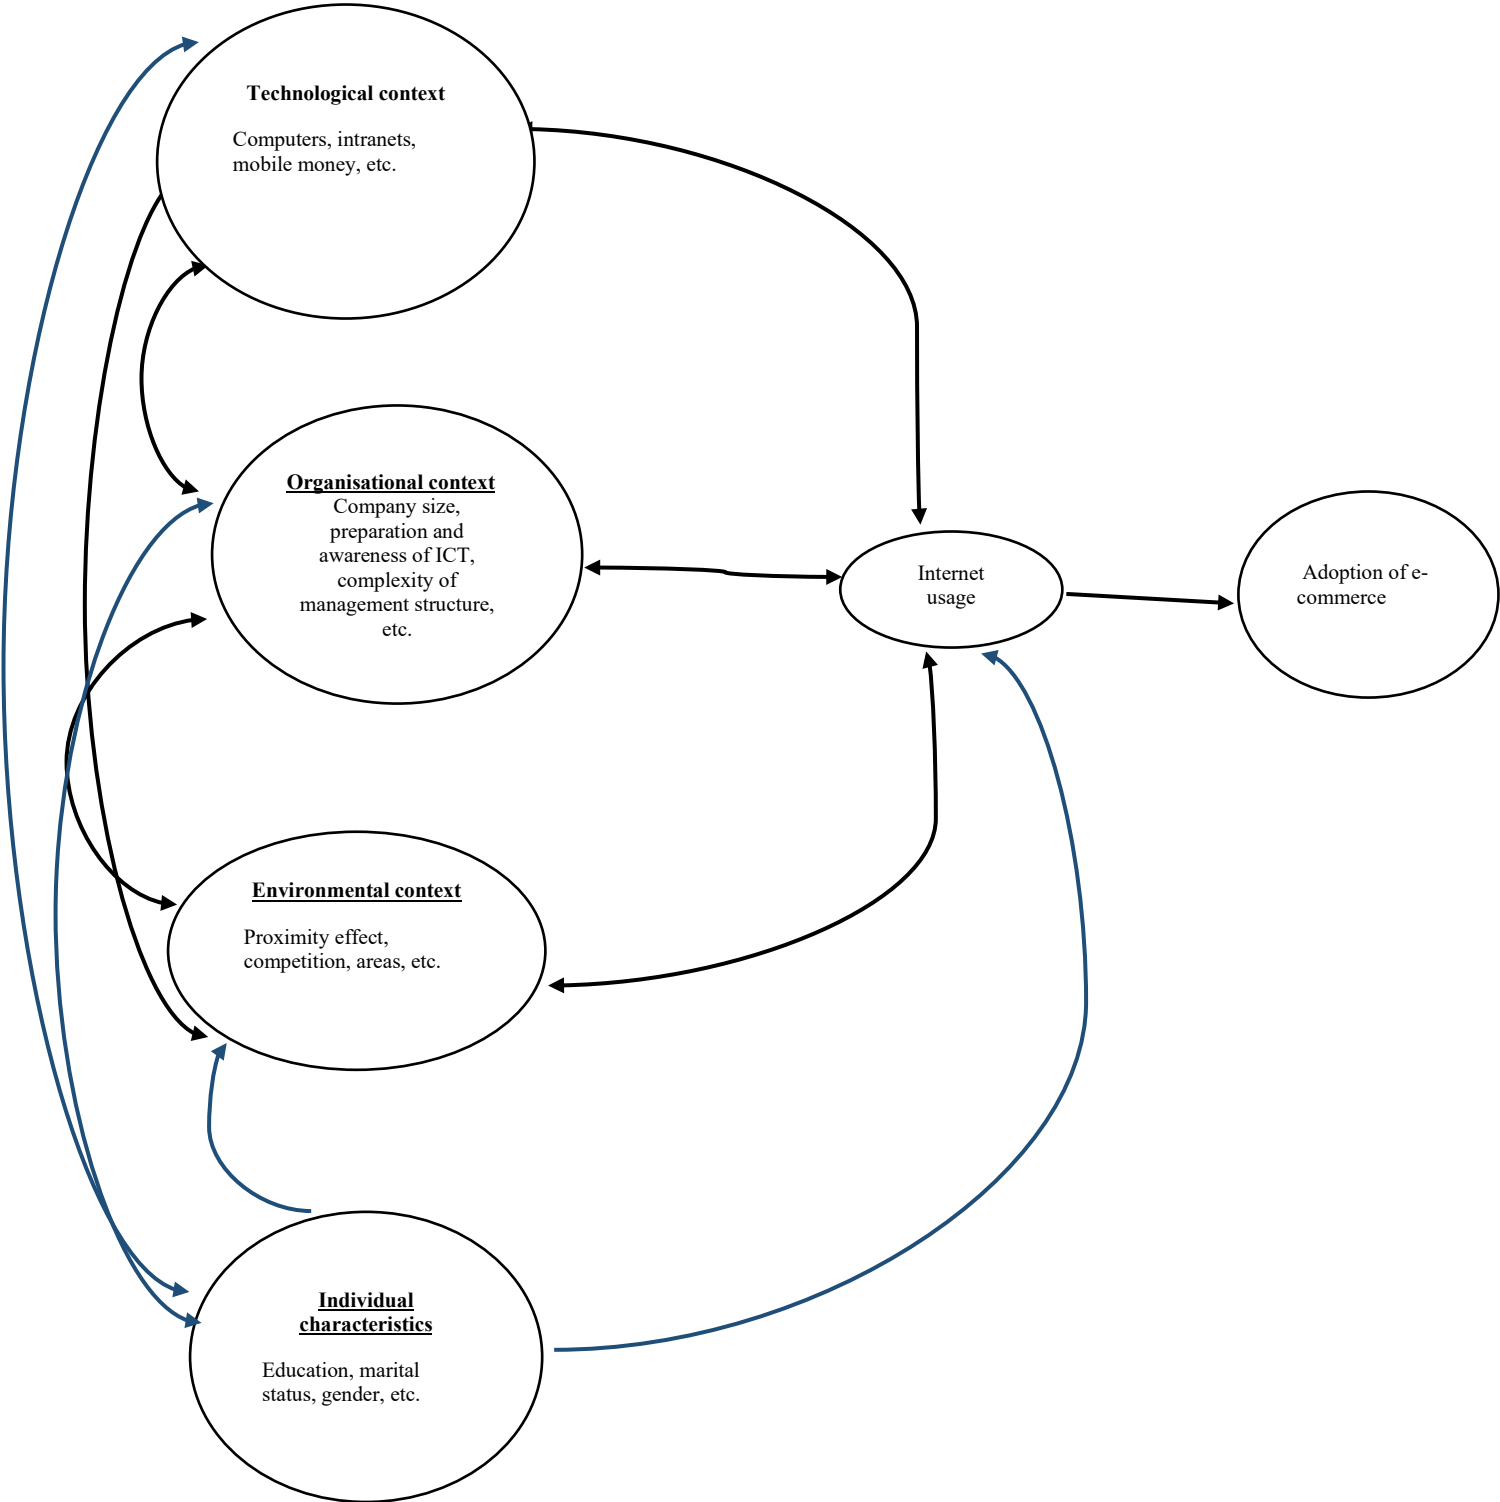 Technological context
Computers, intranets,
mobile money, etc.
Organisational context
Company size,
preparation and
awareness of ICT,
complexity of
management structure,
etc.
Internet
usage
Adoption of e-
commerce
Environmental context
Proximity effect,
competition, areas, etc.
Individual
characteristics
Education, marital
status, gender, etc.